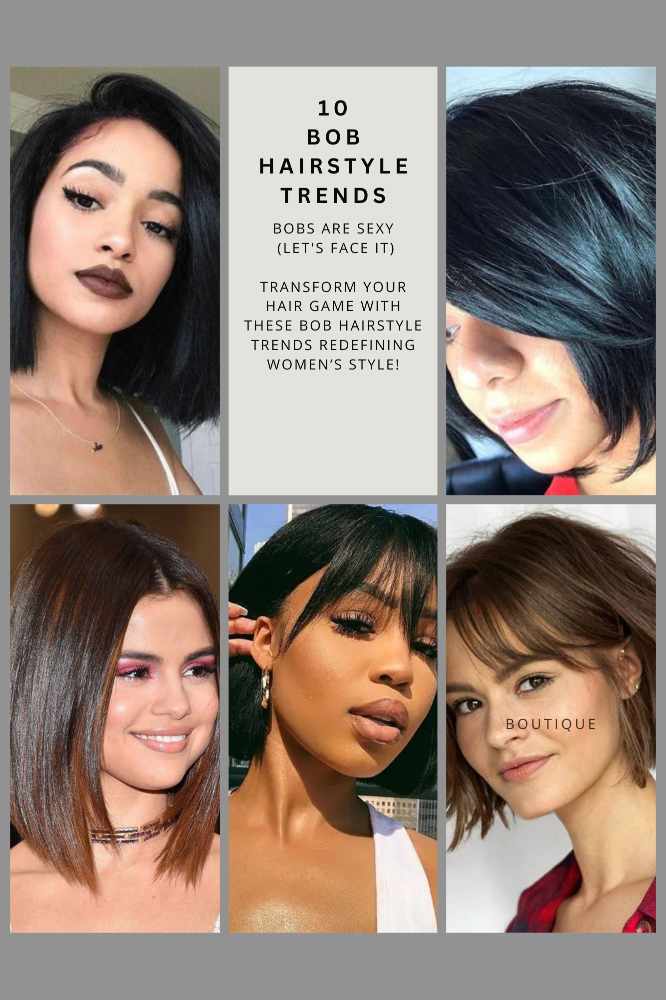 10
BOB
HAIRSTYLE
TRENDS
BOBS ARE SEXY
(LET'S FACE IT)
TRANSFORM YOUR
HAIR GAME WITH
THESE BOB HAIRSTYLE
TRENDS REDEFINING
WOMEN’S STYLE!
BOUTIQUE